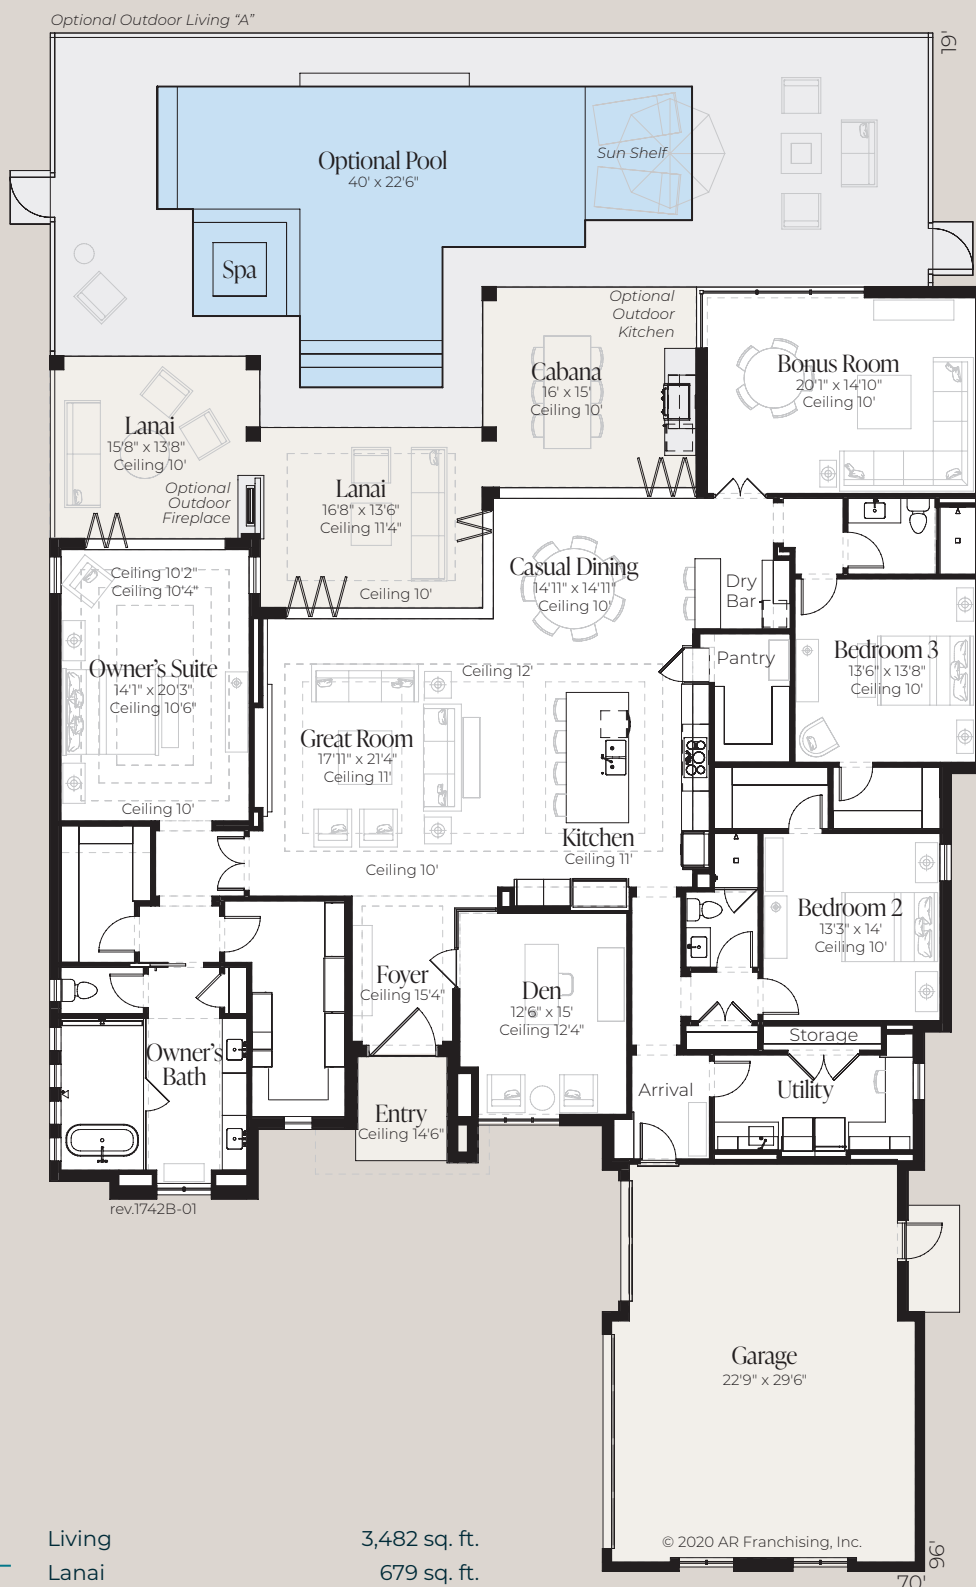 Optional Outdoor Living “A”
19'
Optional Pool
40' x 22'6"
Sun Shelf
Spa
Optional
Outdoor
Kitchen
Cabana
16' x 15'
Ceiling 10'
Bonus Room
20'1" x 14'10"
Ceiling 10'
Lanai
15'8" x 13'8"
Ceiling 10'
Optional
Outdoor
Fireplace
Lanai
16'8" x 13'6"
Ceiling 11'4"
Ceiling 10'
Casual Dining
14'11" x 14'11"
Ceiling 10'
Dry
Bar
Ceiling 10'2"
Ceiling 10'4"
Owner's Suite
14'1" x 20'3"
Ceiling 10'6"
Ceiling 10'
Pantry
Bedroom 3
13'6" x 13'8"
Ceiling 10'
Ceiling 12'
Great Room
17'11" x 21'4"
Ceiling 11'
Ceiling 10'
Kitchen
Ceiling 11'
Bedroom 2
13'3" x 14'
Ceiling 10'
Foyer
Ceiling 15'4"
Den
12'6" x 15'
Ceiling 12'4"
Storage
Owner's
Bath
Arrival
Utility
Entry
Ceiling 14'6"
rev.1742B-01
Garage
22'9" x 29'6"
© 2020 AR Franchising, Inc.
96'
70'
Living 3,482 sq. ft.
Lanai 679 sq. ft.